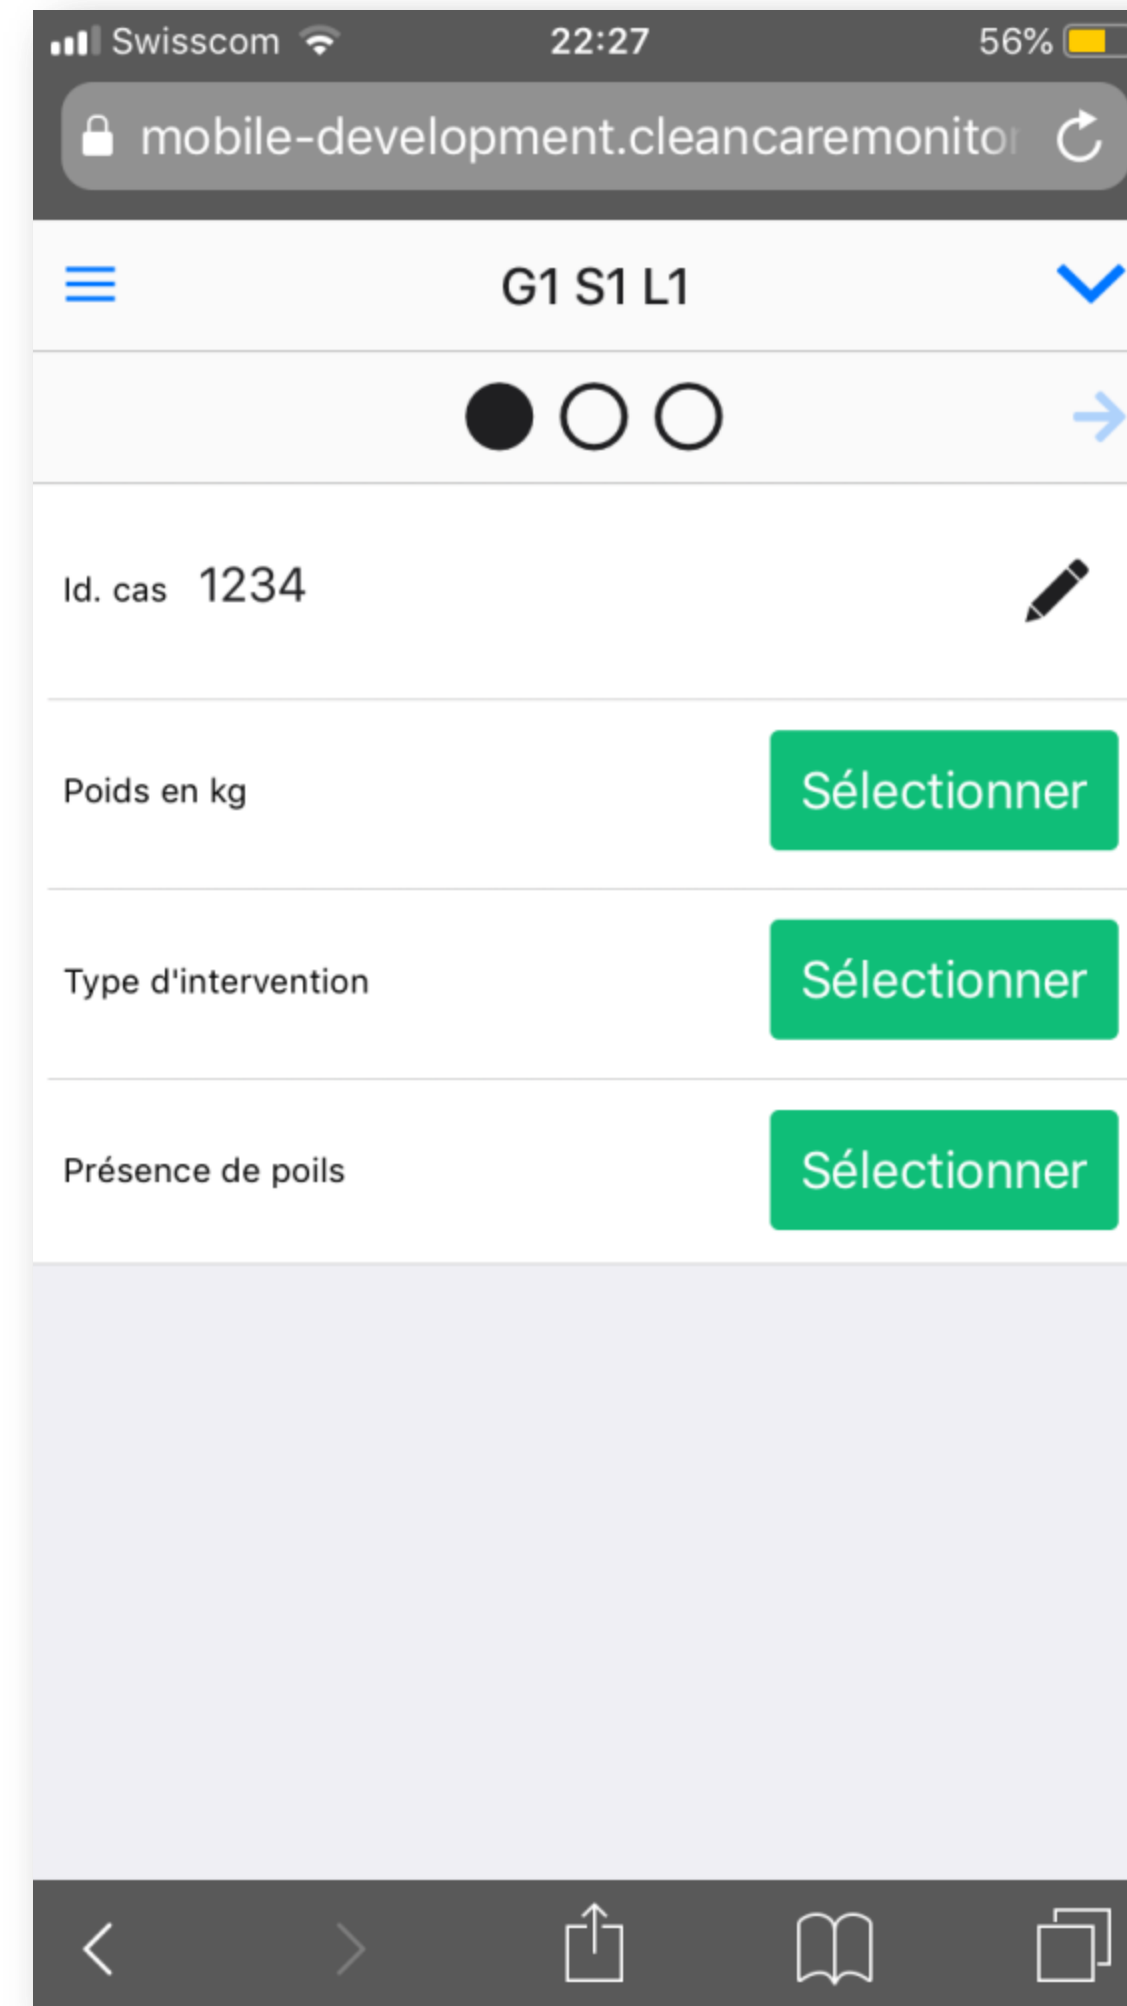 Swisscom 22:27 56%
mobile-development.cleancaremonitor
G1 S1 L1
Id. cas 1234
Poids en kg Sélectionner
Type d'intervention Sélectionner
Présence de poils Sélectionner